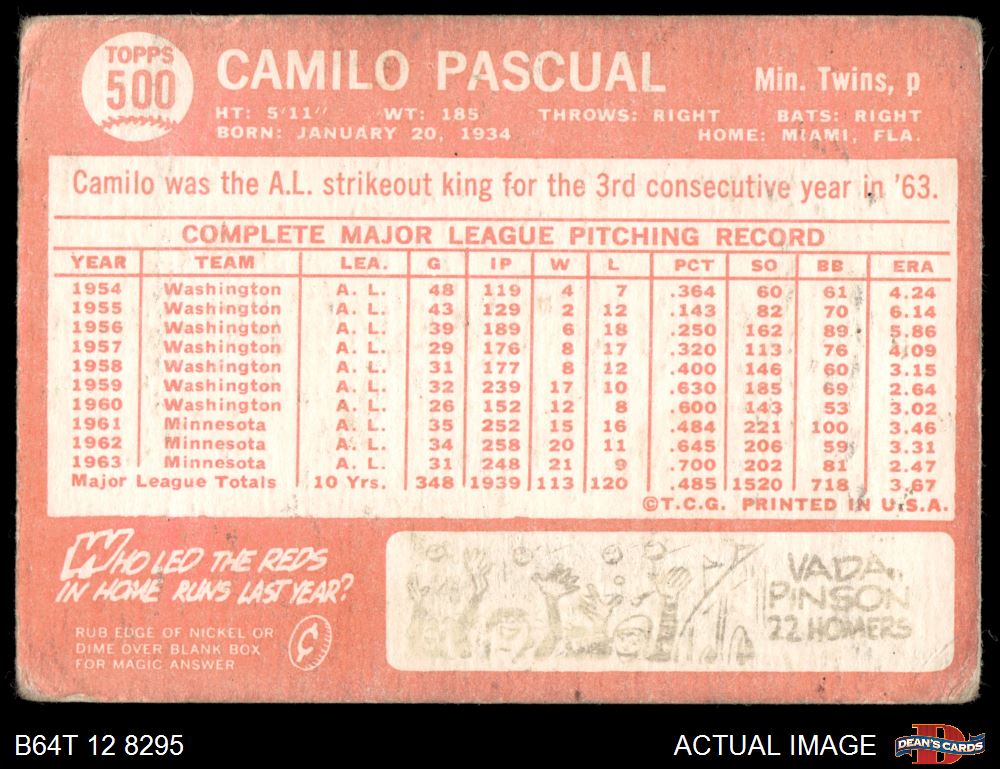 TOPPS
500
CAMILO PASCUAL
Min. Twins, p
HT: 5'11" WT: 185 THROWS: RIGHT BATS: RIGHT
BORN: JANUARY 20, 1934 HOME: MIAMI, FLA.
Camilo was the A.L. strikeout king for the 3rd consecutive year in '63.
COMPLETE MAJOR LEAGUE PITCHING RECORD
YEAR TEAM LEA. G IP W L PCT SO BB ERA
1954 Washington A. L. 48 119 4 7 .364 60 61 4.24
1955 Washington A. L. 43 129 2 12 .143 82 70 6.14
1956 Washington A. L. 39 189 6 18 .250 162 89 5.86
1957 Washington A. L. 29 176 8 17 .320 113 76 4.09
1958 Washington A. L. 31 177 8 12 .400 146 60 3.15
1959 Washington A. L. 32 239 17 10 .630 185 69 2.64
1960 Washington A. L. 26 152 12 8 .600 143 53 3.02
1961 Minnesota A. L. 35 252 15 16 .484 221 100 3.46
1962 Minnesota A. L. 34 258 20 11 .645 206 59 3.31
1963 Minnesota A. L. 31 248 21 9 .700 202 81 2.47
Major League Totals 10 Yrs. 348 1939 113 120 .485 1520 718 3.67
©T.C.G. PRINTED IN U.S.A.
WHO LED THE REDS
IN HOME RUNS LAST YEAR?
RUB EDGE OF NICKEL OR
DIME OVER BLANK BOX
FOR MAGIC ANSWER
VADA
PINSON
22 HOMERS
B64T 12 8295
ACTUAL IMAGE
DEAN'S CARDS